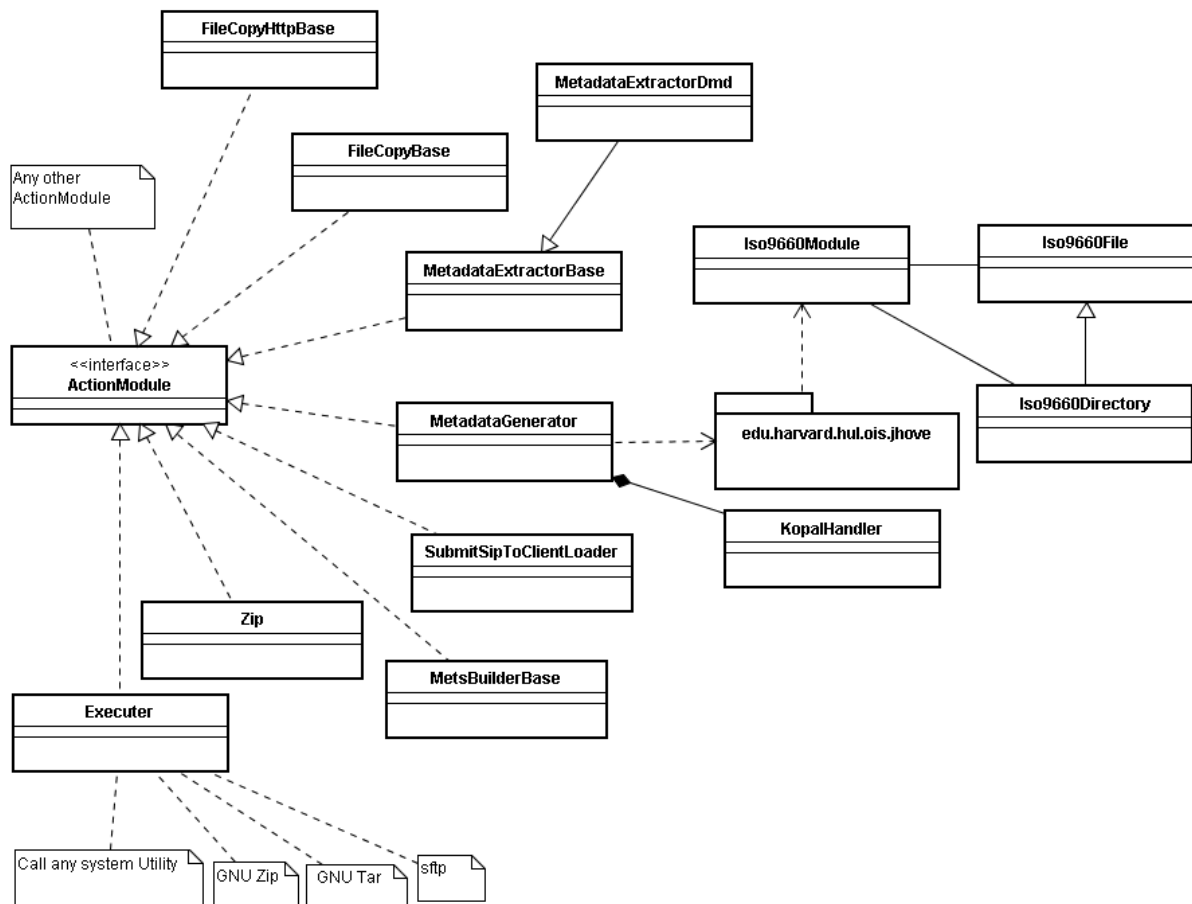 FileCopyHttpBase
MetadataExtractorDmd
FileCopyBase
Any other
ActionModule
Iso9660Module
Iso9660File
MetadataExtractorBase
<<interface>>
ActionModule
MetadataGenerator
Iso9660Directory
edu.harvard.hul.ois.jhove
KopalHandler
SubmitSipToClientLoader
Zip
MetsBuilderBase
Executer
Call any system Utility
GNU Zip
GNU Tar
sftp